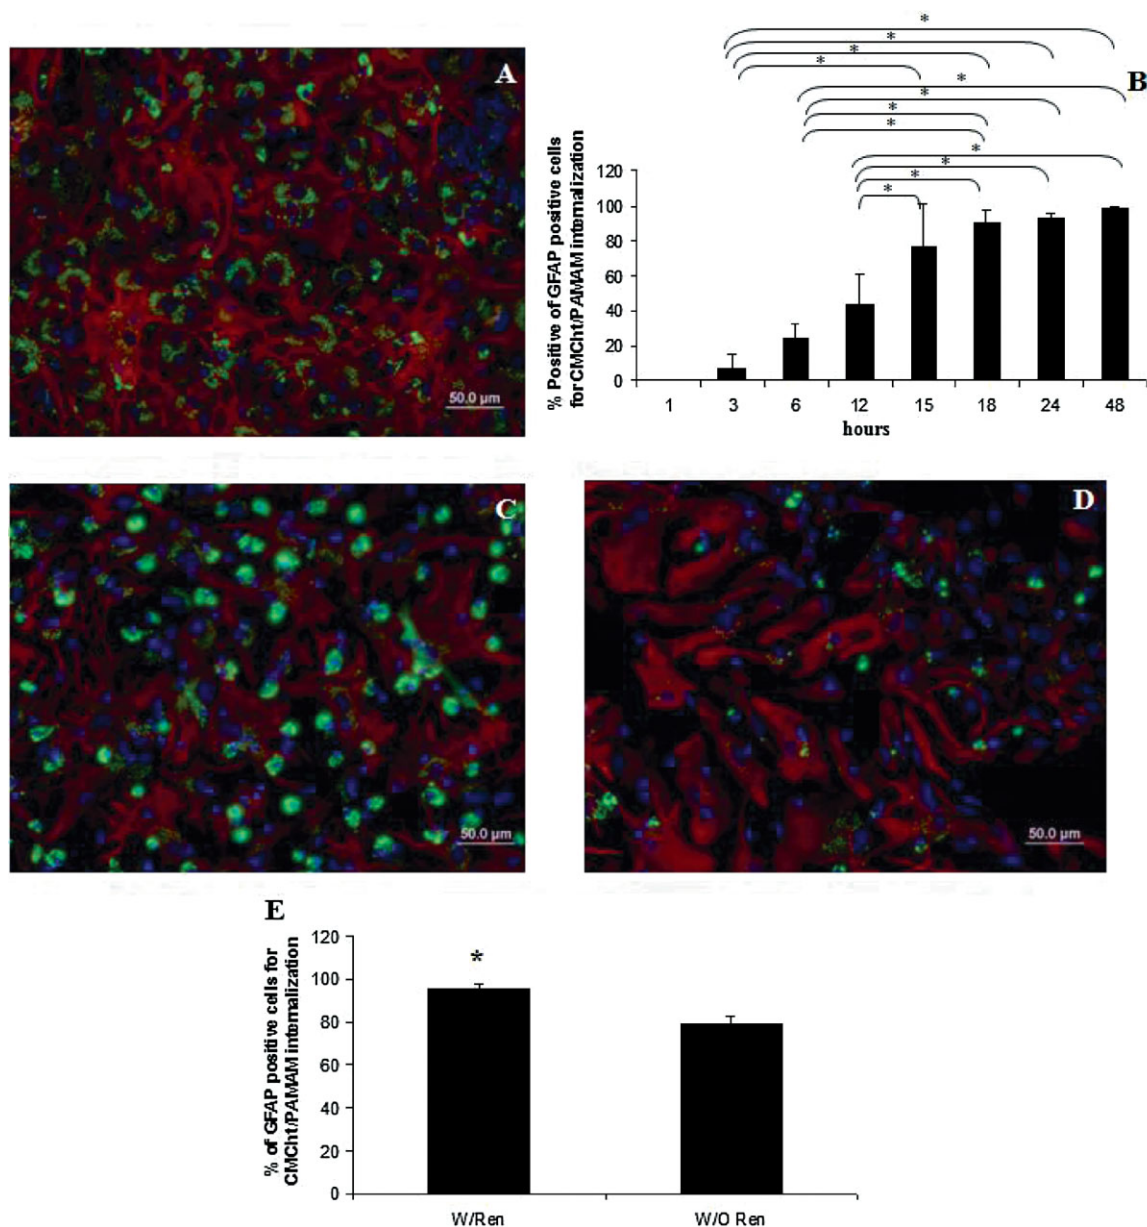 A
50.0 µm
B
* * * * * * * * * * * *
% Positive of GFAP positive cells
for CMCht/PAMAM internalization
120
100
80
60
40
20
0
1 3 6 12 15 18 24 48
hours
C
50.0 µm
D
50.0 µm
E
% of GFAP positive cells for
CMCht/PAMAM internalization
120
100
80
60
40
20
0
*
W/Ren W/O Ren